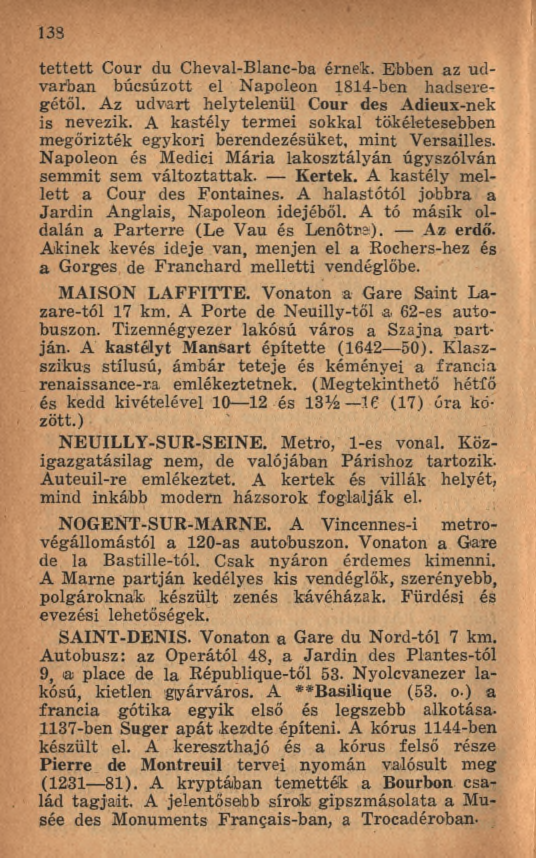 138
tettett Cour du Cheval-Blanc-ba érnek. Ebben az ud-
varban búcsúzott el Napoleon 1814-ben hadsere-
gétől. Az udvart helytelenül Cour des Adieux-nek
is nevezik. A kastély termei sokkal tökéletesebben
megőrizték egykori berendezésüket, mint Versailles.
Napoleon és Medici Mária lakosztályán úgyszólván
semmit sem változtattak. — Kertek. A kastély mel-
lett a Cour des Fontaines. A halastótól jobbra a
Jardin Anglais, Napoleon idejéből. A tó másik ol-
dalán a Parterre (Le Vau és Lenôtre). — Az erdő.
Akinek kevés ideje van, menjen el a Rochers-hez és
a Gorges de Franchard melletti vendéglőbe.
MAISON LAFFITTE. Vonaton a Gare Saint La-
zare-tól 17 km. A Porte de Neuilly-től a 62-es auto-
buszon. Tizennégyezer lakósú város a Szajna part-
ján. A kastélyt Mansart építette (1642—50). Klasz-
szikus stílusú, ámbár teteje és kéményei a francia
renaissance-ra emlékeztetnek. (Megtekinthető hétfő
és kedd kivételével 10—12 és 13½—16 (17) óra kö-
zött.)
NEUILLY-SUR-SEINE. Metro, 1-es vonal. Köz-
igazgatásilag nem, de valójában Párishoz tartozik.
Auteuil-re emlékeztet. A kertek és villák helyét,
mind inkább modern házsorok foglalják el.
NOGENT-SUR-MARNE. A Vincennes-i metro-
végállomástól a 120-as autobuszon. Vonaton a Gare
de la Bastille-tól. Csak nyáron érdemes kimenni.
A Marne partján kedélyes kis vendéglők, szerényebb,
polgároknak készült zenés kávéházak. Fürdési és
evezési lehetőségek.
SAINT-DENIS. Vonaton a Gare du Nord-tól 7 km.
Autobusz: az Operától 48, a Jardin des Plantes-tól
9, a place de la République-től 53. Nyolcvanezer la-
kósú, kietlen gyárváros. A **Basilique (53. o.) a
francia gótika egyik első és legszebb alkotása.
1137-ben Suger apát kezdte építeni. A kórus 1144-ben
készült el. A kereszthajó és a kórus felső része
Pierre de Montreuil tervei nyomán valósult meg
(1231—81). A kryptában temették a Bourbon csa-
lád tagjait. A jelentősebb sírok gipszmásolata a Mu-
sée des Monuments Français-ban, a Trocadéroban.